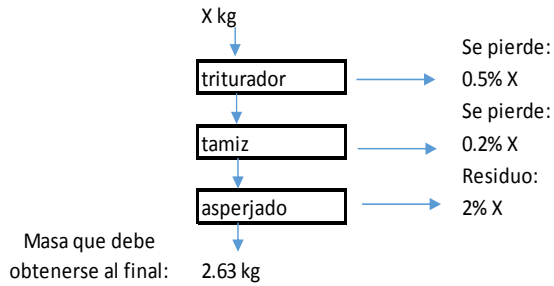 X kg
Se pierde:
triturador
0.5% X
Se pierde:
tamiz
0.2% X
Residuo:
asperjado
2% X
Masa que debe
obtenerse al final:
2.63 kg